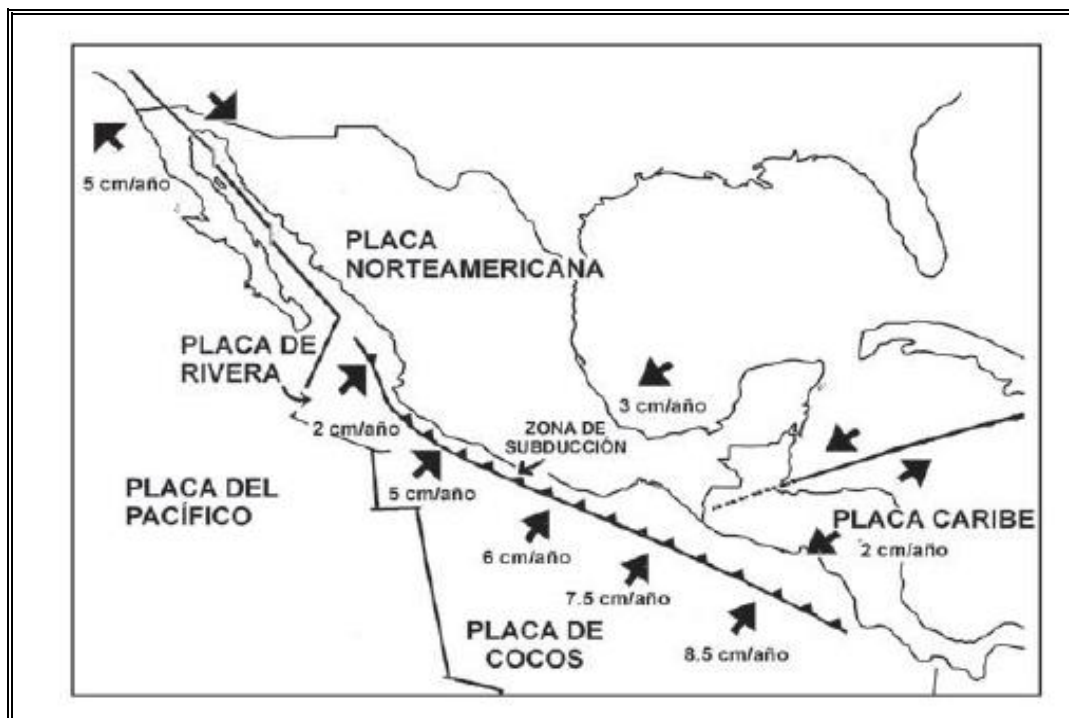 5 cm/año
PLACA
NORTEAMERICANA
PLACA DE
RIVERA
2 cm/año
3 cm/año
ZONA DE
SUBDUCCIÓN
5 cm/año
PLACA DEL
PACÍFICO
6 cm/año
PLACA CARIBE
2 cm/año
7.5 cm/año
PLACA DE
COCOS
8.5 cm/año